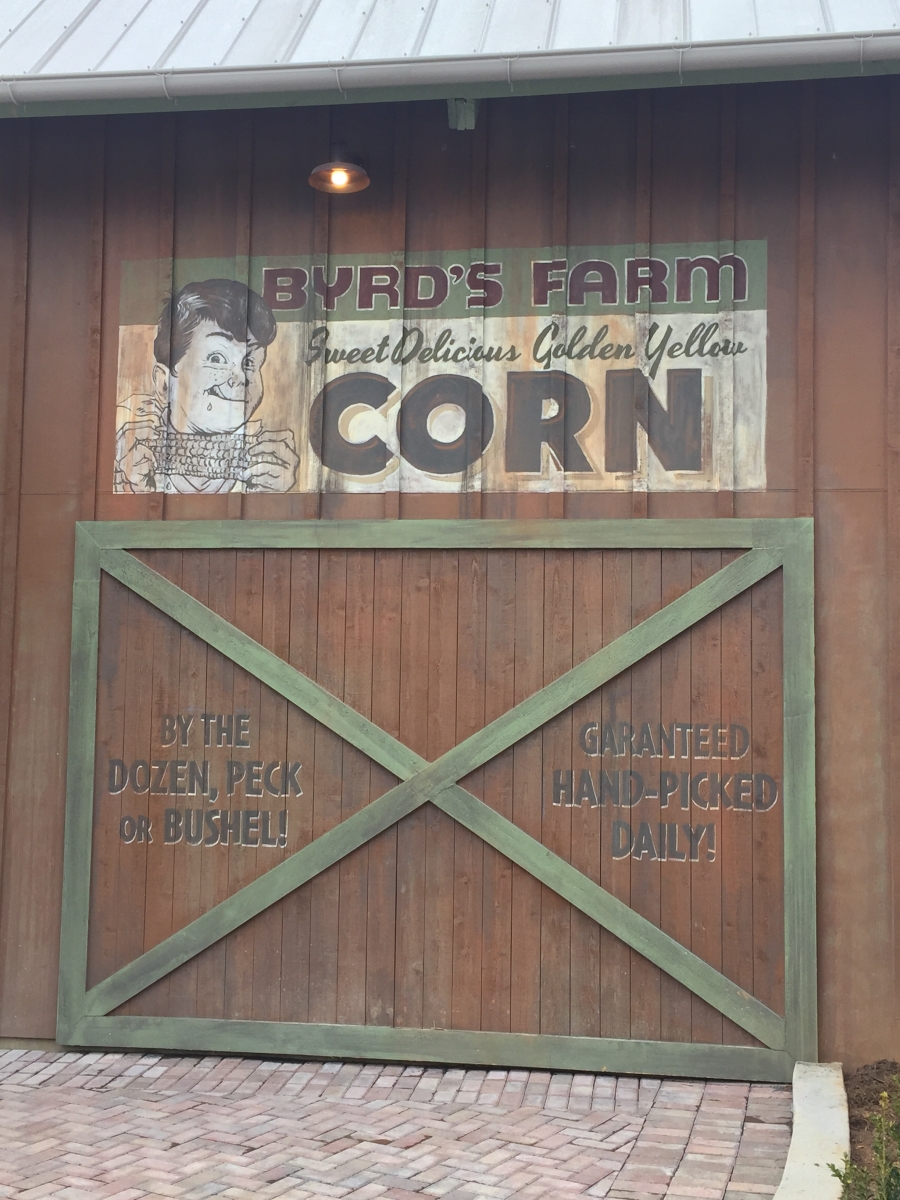 BYRD'S FARM
Sweet Delicious Golden Yellow
CORN
BY THE
DOZEN, PECK
OR BUSHEL!
GARANTEED
HAND-PICKED
DAILY!